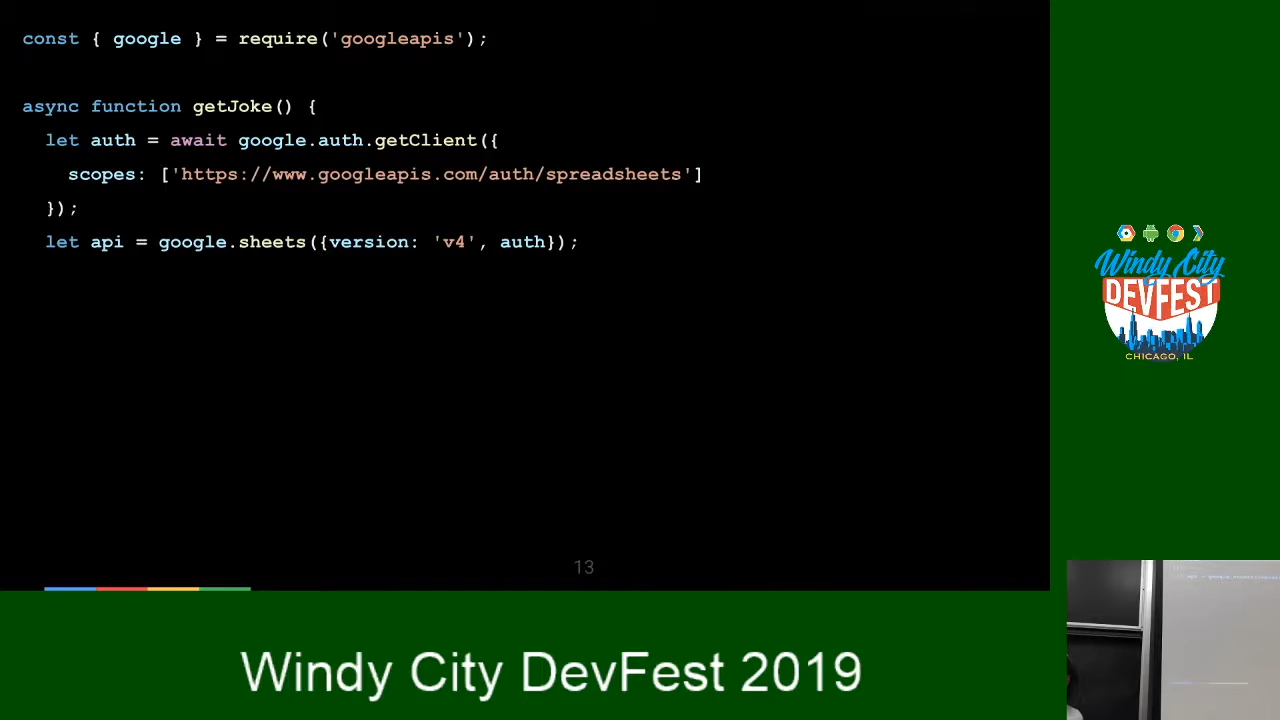 const { google } = require('googleapis');
async function getJoke() {
let auth = await google.auth.getClient({
scopes: ['https://www.googleapis.com/auth/spreadsheets']
});
let api = google.sheets({version: 'v4', auth});
13
Windy City
DEVFEST
CHICAGO, IL
Windy City DevFest 2019